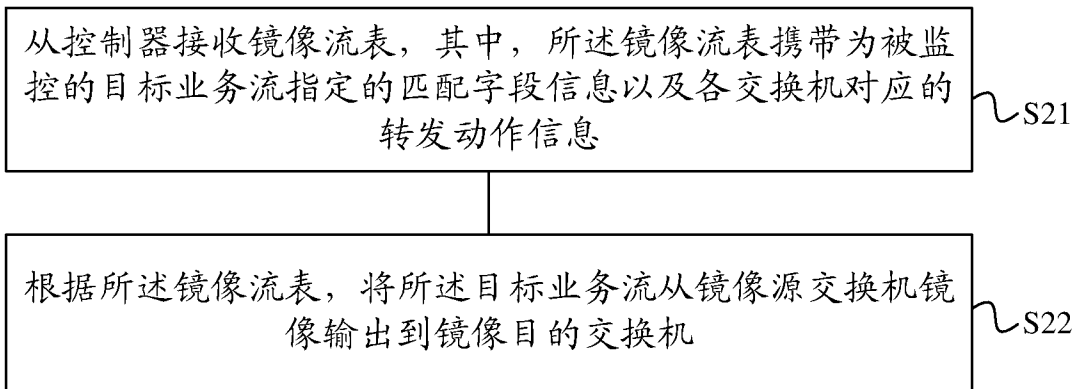 从控制器接收镜像流表，其中，所述镜像流表携带为被监
控的目标业务流指定的匹配字段信息以及各交换机对应的
转发动作信息
S21
根据所述镜像流表，将所述目标业务流从镜像源交换机镜
像输出到镜像目的交换机
S22